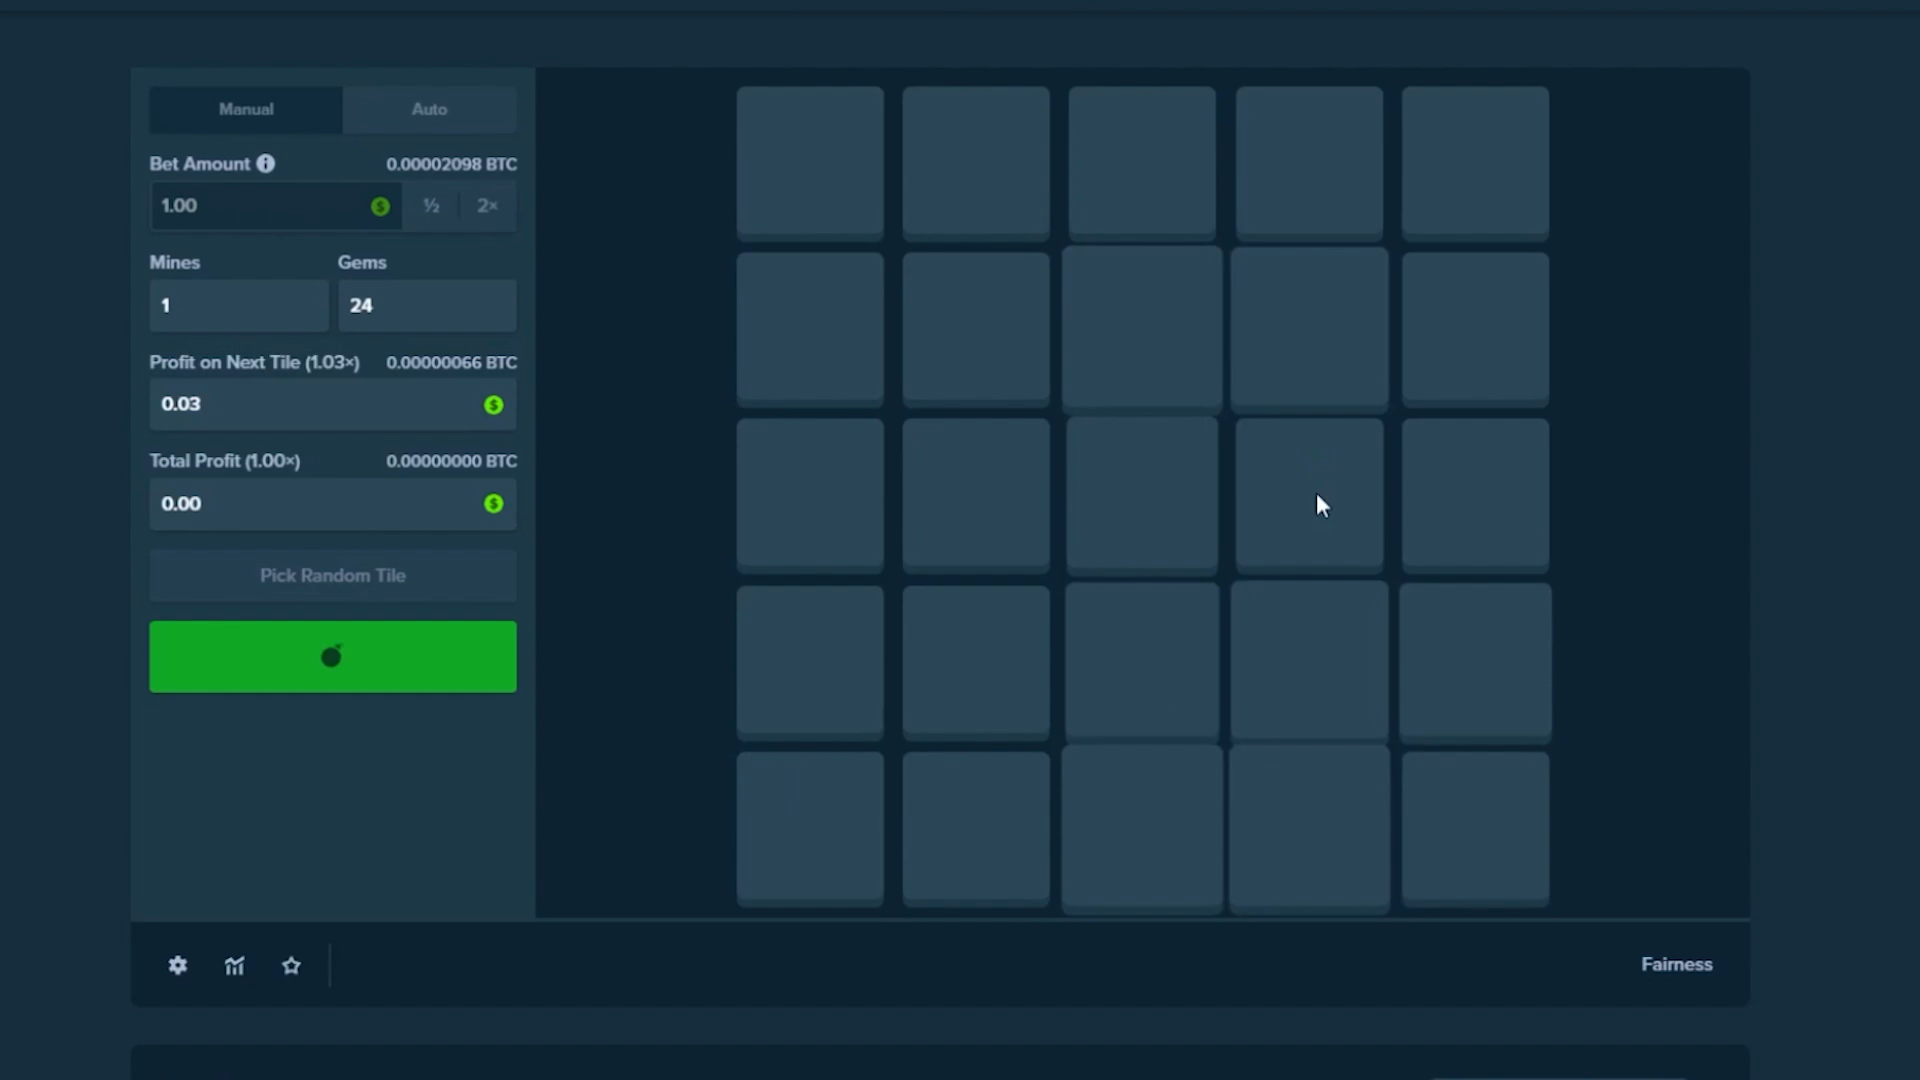 Manual Auto
Bet Amount 0.00002098 BTC
1.00 $ ½ 2×
Mines Gems
1 24
Profit on Next Tile (1.03×) 0.00000066 BTC
0.03 $
Total Profit (1.00×) 0.00000000 BTC
0.00 $
Pick Random Tile
Fairness